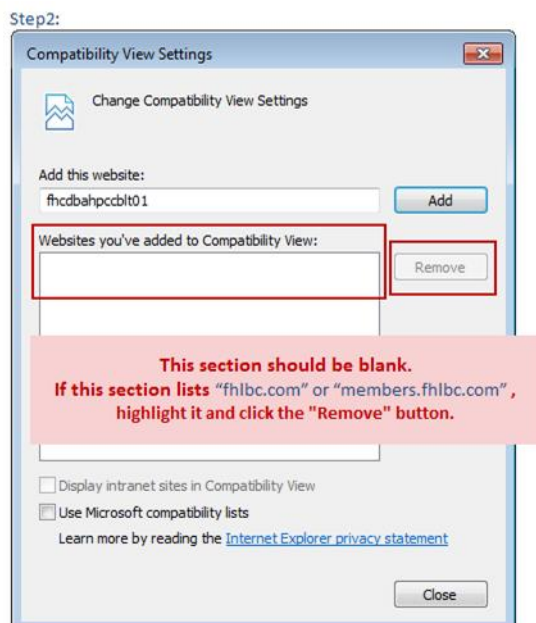 Step2:
Compatibility View Settings
Change Compatibility View Settings
Add this website:
fhcdbahpccblt01
Add
Websites you've added to Compatibility View:
Remove
This section should be blank.
If this section lists “fhlbc.com” or “members.fhlbc.com” ,
highlight it and click the "Remove" button.
Display intranet sites in Compatibility View
Use Microsoft compatibility lists
Learn more by reading the Internet Explorer privacy statement
Close